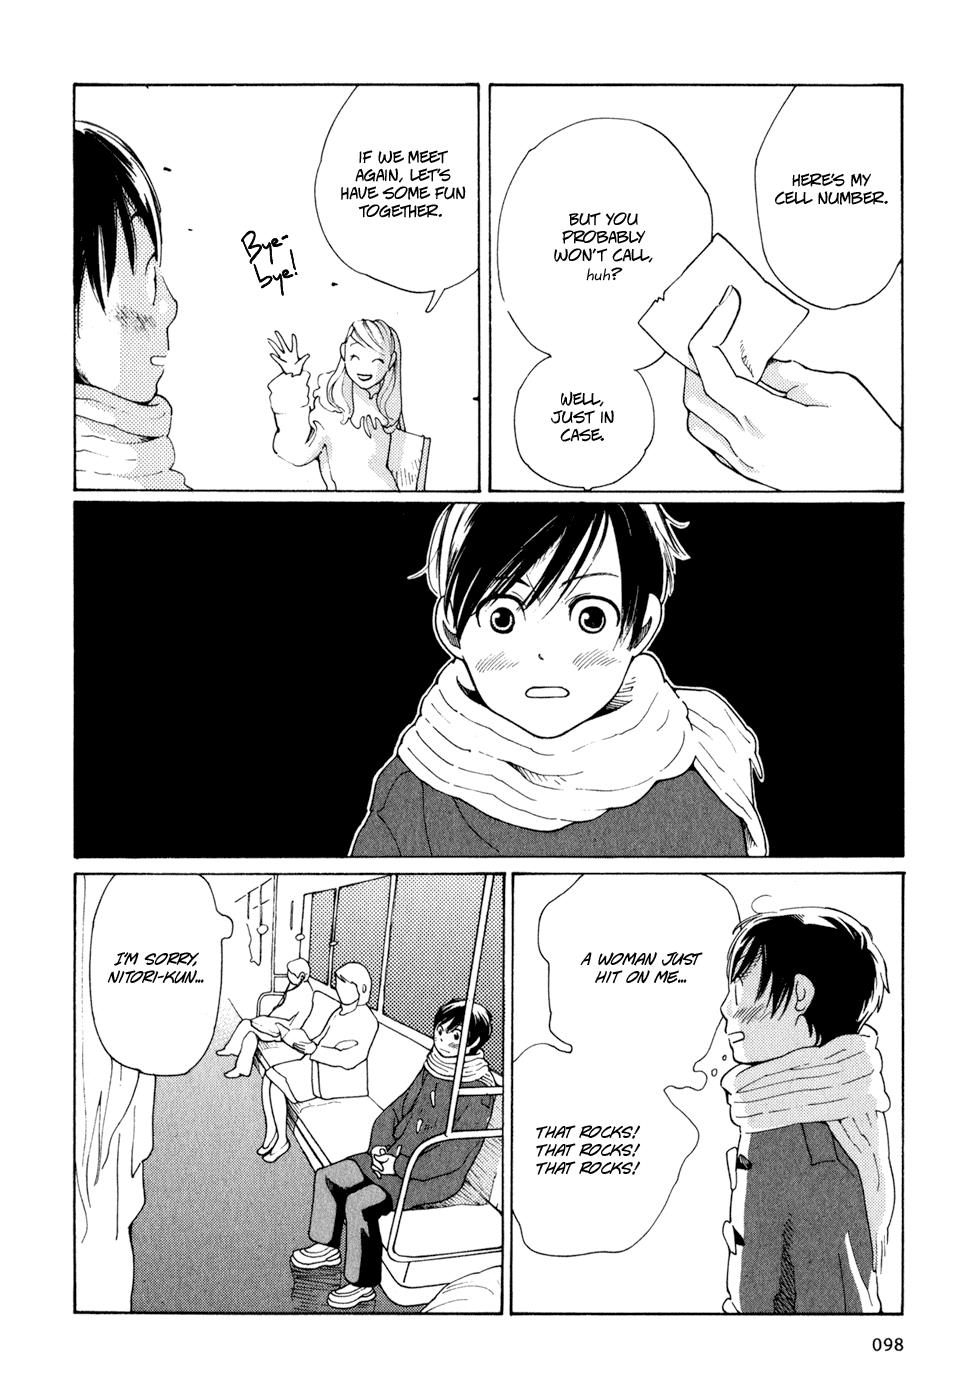 HERE'S MY
CELL NUMBER.
BUT YOU
PROBABLY
WON'T CALL,
huh?
WELL,
JUST IN
CASE.
IF WE MEET
AGAIN, LET'S
HAVE SOME FUN
TOGETHER.
Bye-
bye!
A WOMAN JUST
HIT ON ME...
THAT ROCKS!
THAT ROCKS!
THAT ROCKS!
I'M SORRY,
NITORI-KUN...
098